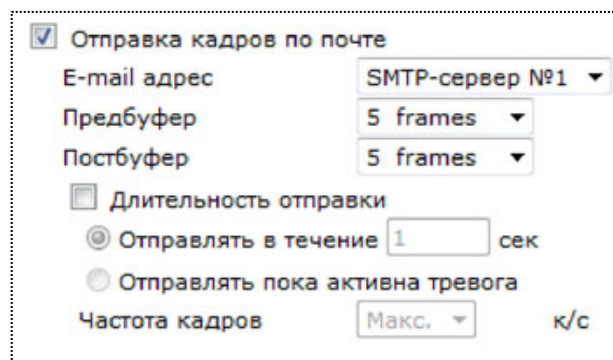 Отправка кадров по почте
E-mail адрес SMTP-сервер №1
Предбуфер 5 frames
Постбуфер 5 frames
Длительность отправки
Отправлять в течение 1 сек
Отправлять пока активна тревога
Частота кадров Макс. к/с